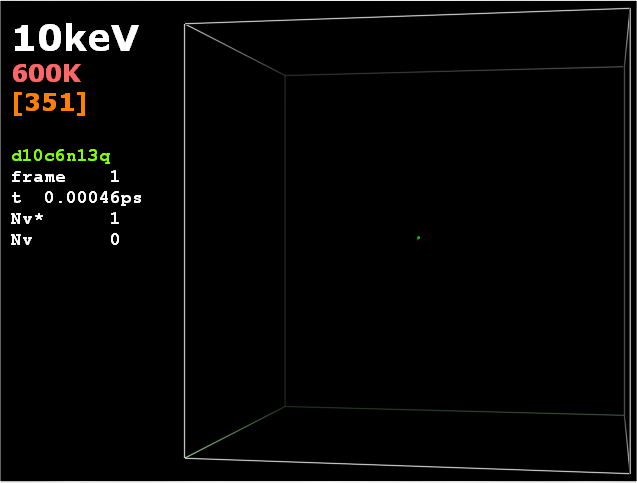 10keV
600K
[351]
d10c6n13q
frame 1
t 0.00046ps
Nv* 1
Nv 0